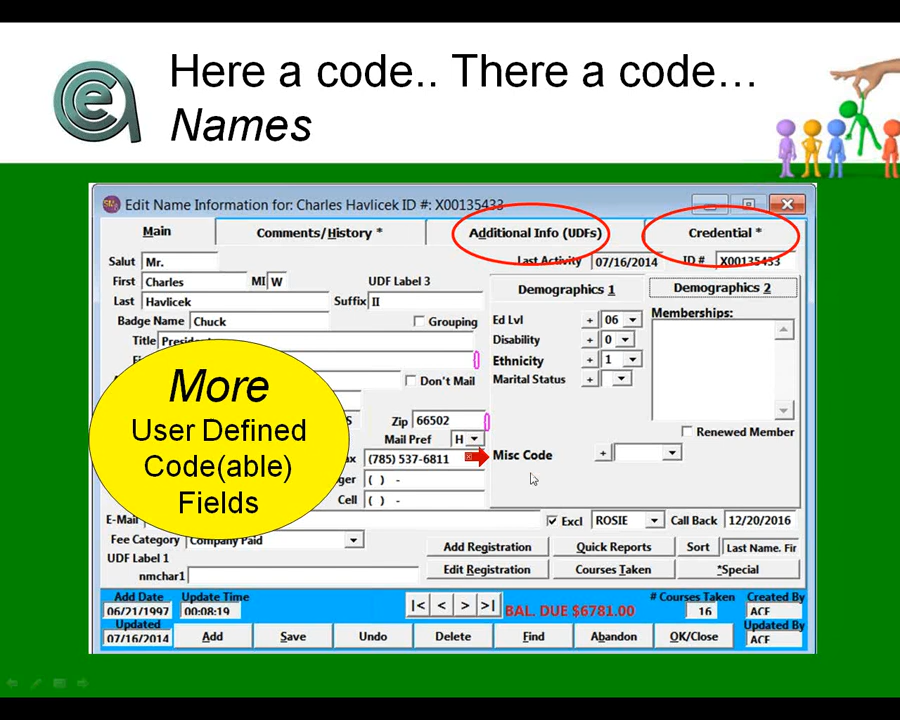 Here a code.. There a code...
Names
Edit Name Information for: Charles Havlicek ID #: X00135433
Main
Comments/History *
Additional Info (UDFs)
Credential *
Salut Mr.
Last Activity 07/16/2014 ID # X00135433
First Charles MI W UDF Label 3
Demographics 1
Demographics 2
Last Havlicek Suffix II
Badge Name Chuck Grouping
Ed Lvl + 06
Memberships:
Title President
Disability + 0
Ethnicity + 1
Don't Mail
Marital Status +
More
User Defined
Code(able)
Fields
Zip 66502
Renewed Member
Mail Pref H
(785) 537-6811
Misc Code +
( ) -
Cell ( ) -
E-Mail
Excl ROSIE Call Back 12/20/2016
Fee Category Company Paid
Add Registration Quick Reports Sort Last Name. Fir
UDF Label 1
Edit Registration Courses Taken *Special
nmchar1
Add Date Update Time
# Courses Taken Created By
06/21/1997 00:08:19 |< < > >| BAL. DUE $6781.00 16 ACE
Updated
Updated By
07/16/2014 Add Save Undo Delete Find Abandon OK/Close ACE